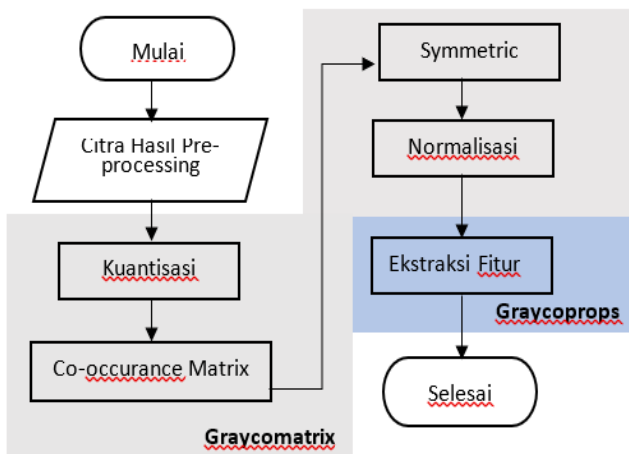 Mulai
Citra Hasil Pre-
processing
Kuantisasi
Co-occurance Matrix
Graycomatrix
Symmetric
Normalisasi
Ekstraksi Fitur
Graycoprops
Selesai